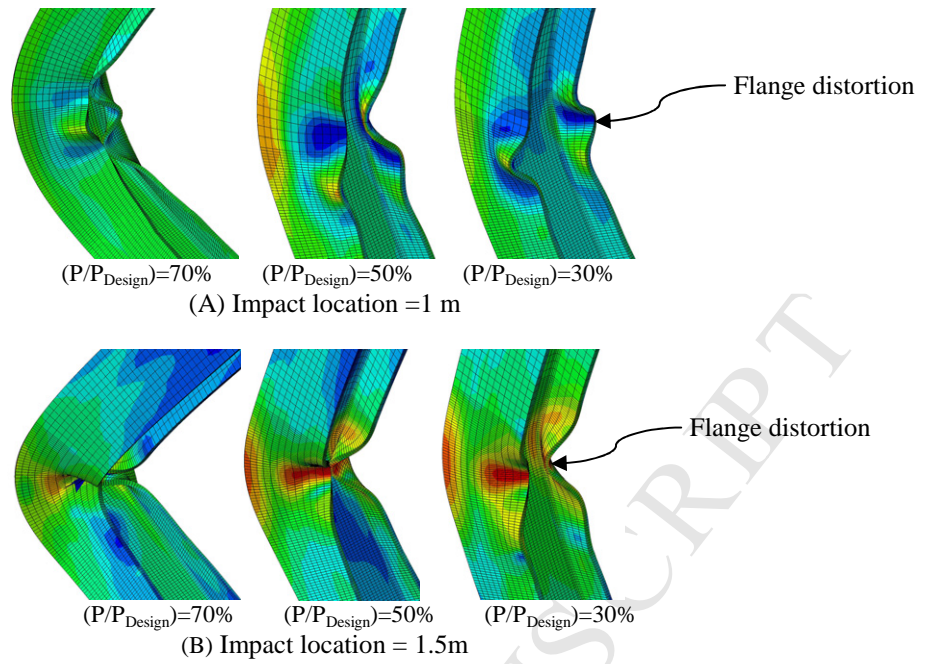 Flange distortion
(P/P_Design)=70% (P/P_Design)=50% (P/P_Design)=30%
(A) Impact location =1 m
Flange distortion
(P/P_Design)=70% (P/P_Design)=50% (P/P_Design)=30%
(B) Impact location = 1.5m